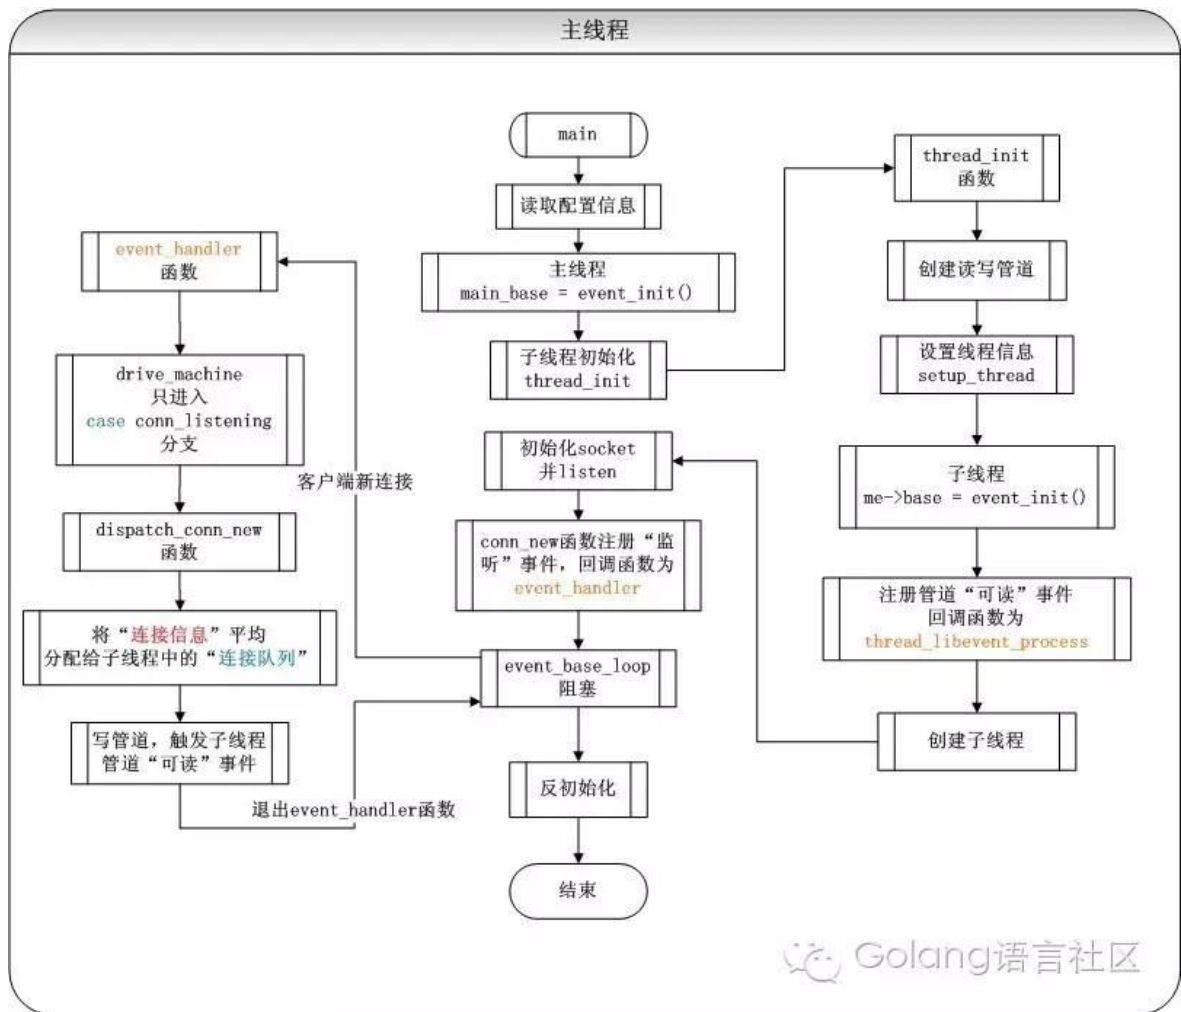 主线程
main
读取配置信息
主线程
main_base = event_init()
子线程初始化
thread_init
thread_init
函数
创建读写管道
设置线程信息
setup_thread
子线程
me->base = event_init()
注册管道“可读”事件
回调函数为
thread_libevent_process
创建子线程
初始化socket
并listen
conn_new函数注册“监
听”事件，回调函数为
event_handler
event_base_loop
阻塞
客户端新连接
event_handler
函数
drive_machine
只进入
case conn_listening
分支
dispatch_conn_new
函数
将“连接信息”平均
分配给子线程中的“连接队列”
写管道，触发子线程
管道“可读”事件
退出event_handler函数
反初始化
结束
Golang语言社区